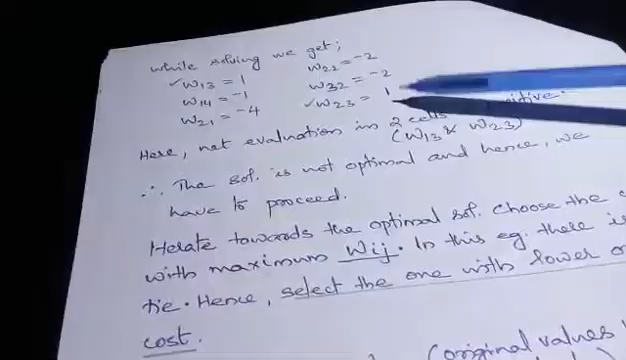 while solving we get;
✓W13 = 1 W22 = -2
W14 = -1 W32 = -2
W21 = -4 ✓W23 = 1
Here, net evaluation in 2 cells positive.
(W13 & W23)
∴ The sol. is not optimal and hence, we
have to proceed.
Iterate towards the optimal sol. Choose the
with maximum Wij. In this eg. there is
tie. Hence, select the one with lower
cost.
(original values